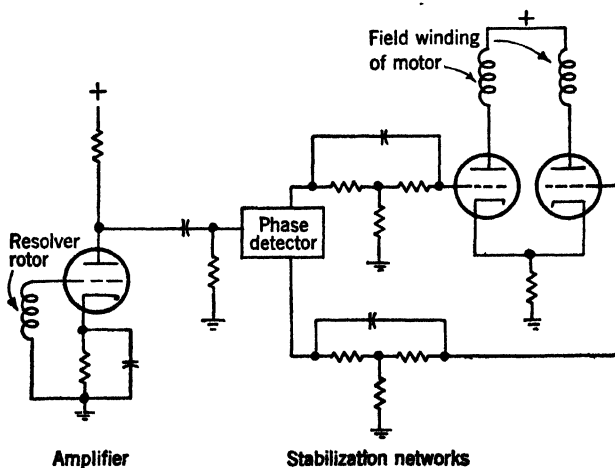 Field winding
of motor
+
+
Resolver
rotor
Phase
detector
Amplifier
Stabilization networks